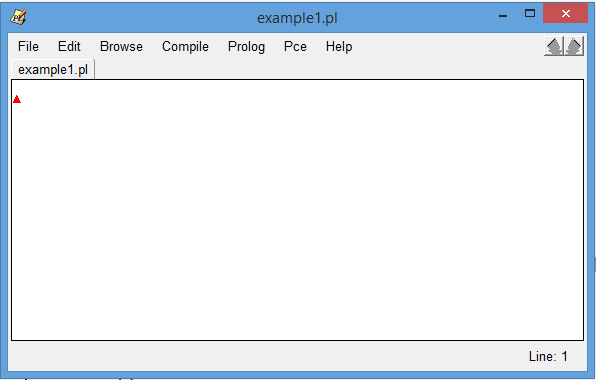 example1.pl
File Edit Browse Compile Prolog Pce Help
example1.pl
Line: 1